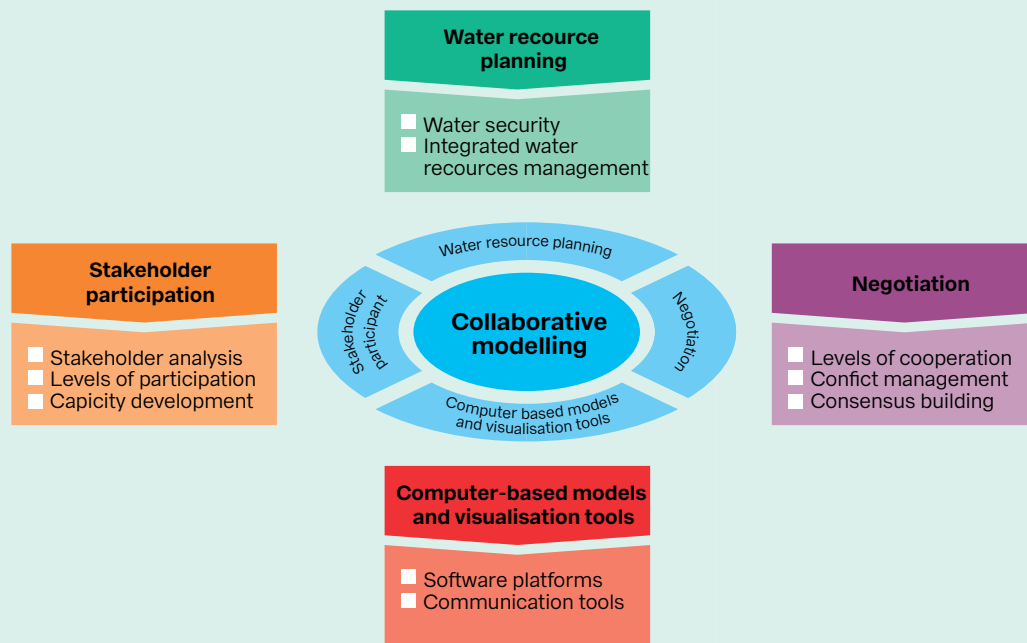 Water recource
planning
Water security
Integrated water
recources management
Stakeholder
participation
Stakeholder analysis
Levels of participation
Capicity development
Water resource planning
Stakeholder
participant
Collaborative
modelling
Negotiation
Computer based models
and visualisation tools
Negotiation
Levels of cooperation
Confict management
Consensus building
Computer-based models
and visualisation tools
Software platforms
Communication tools